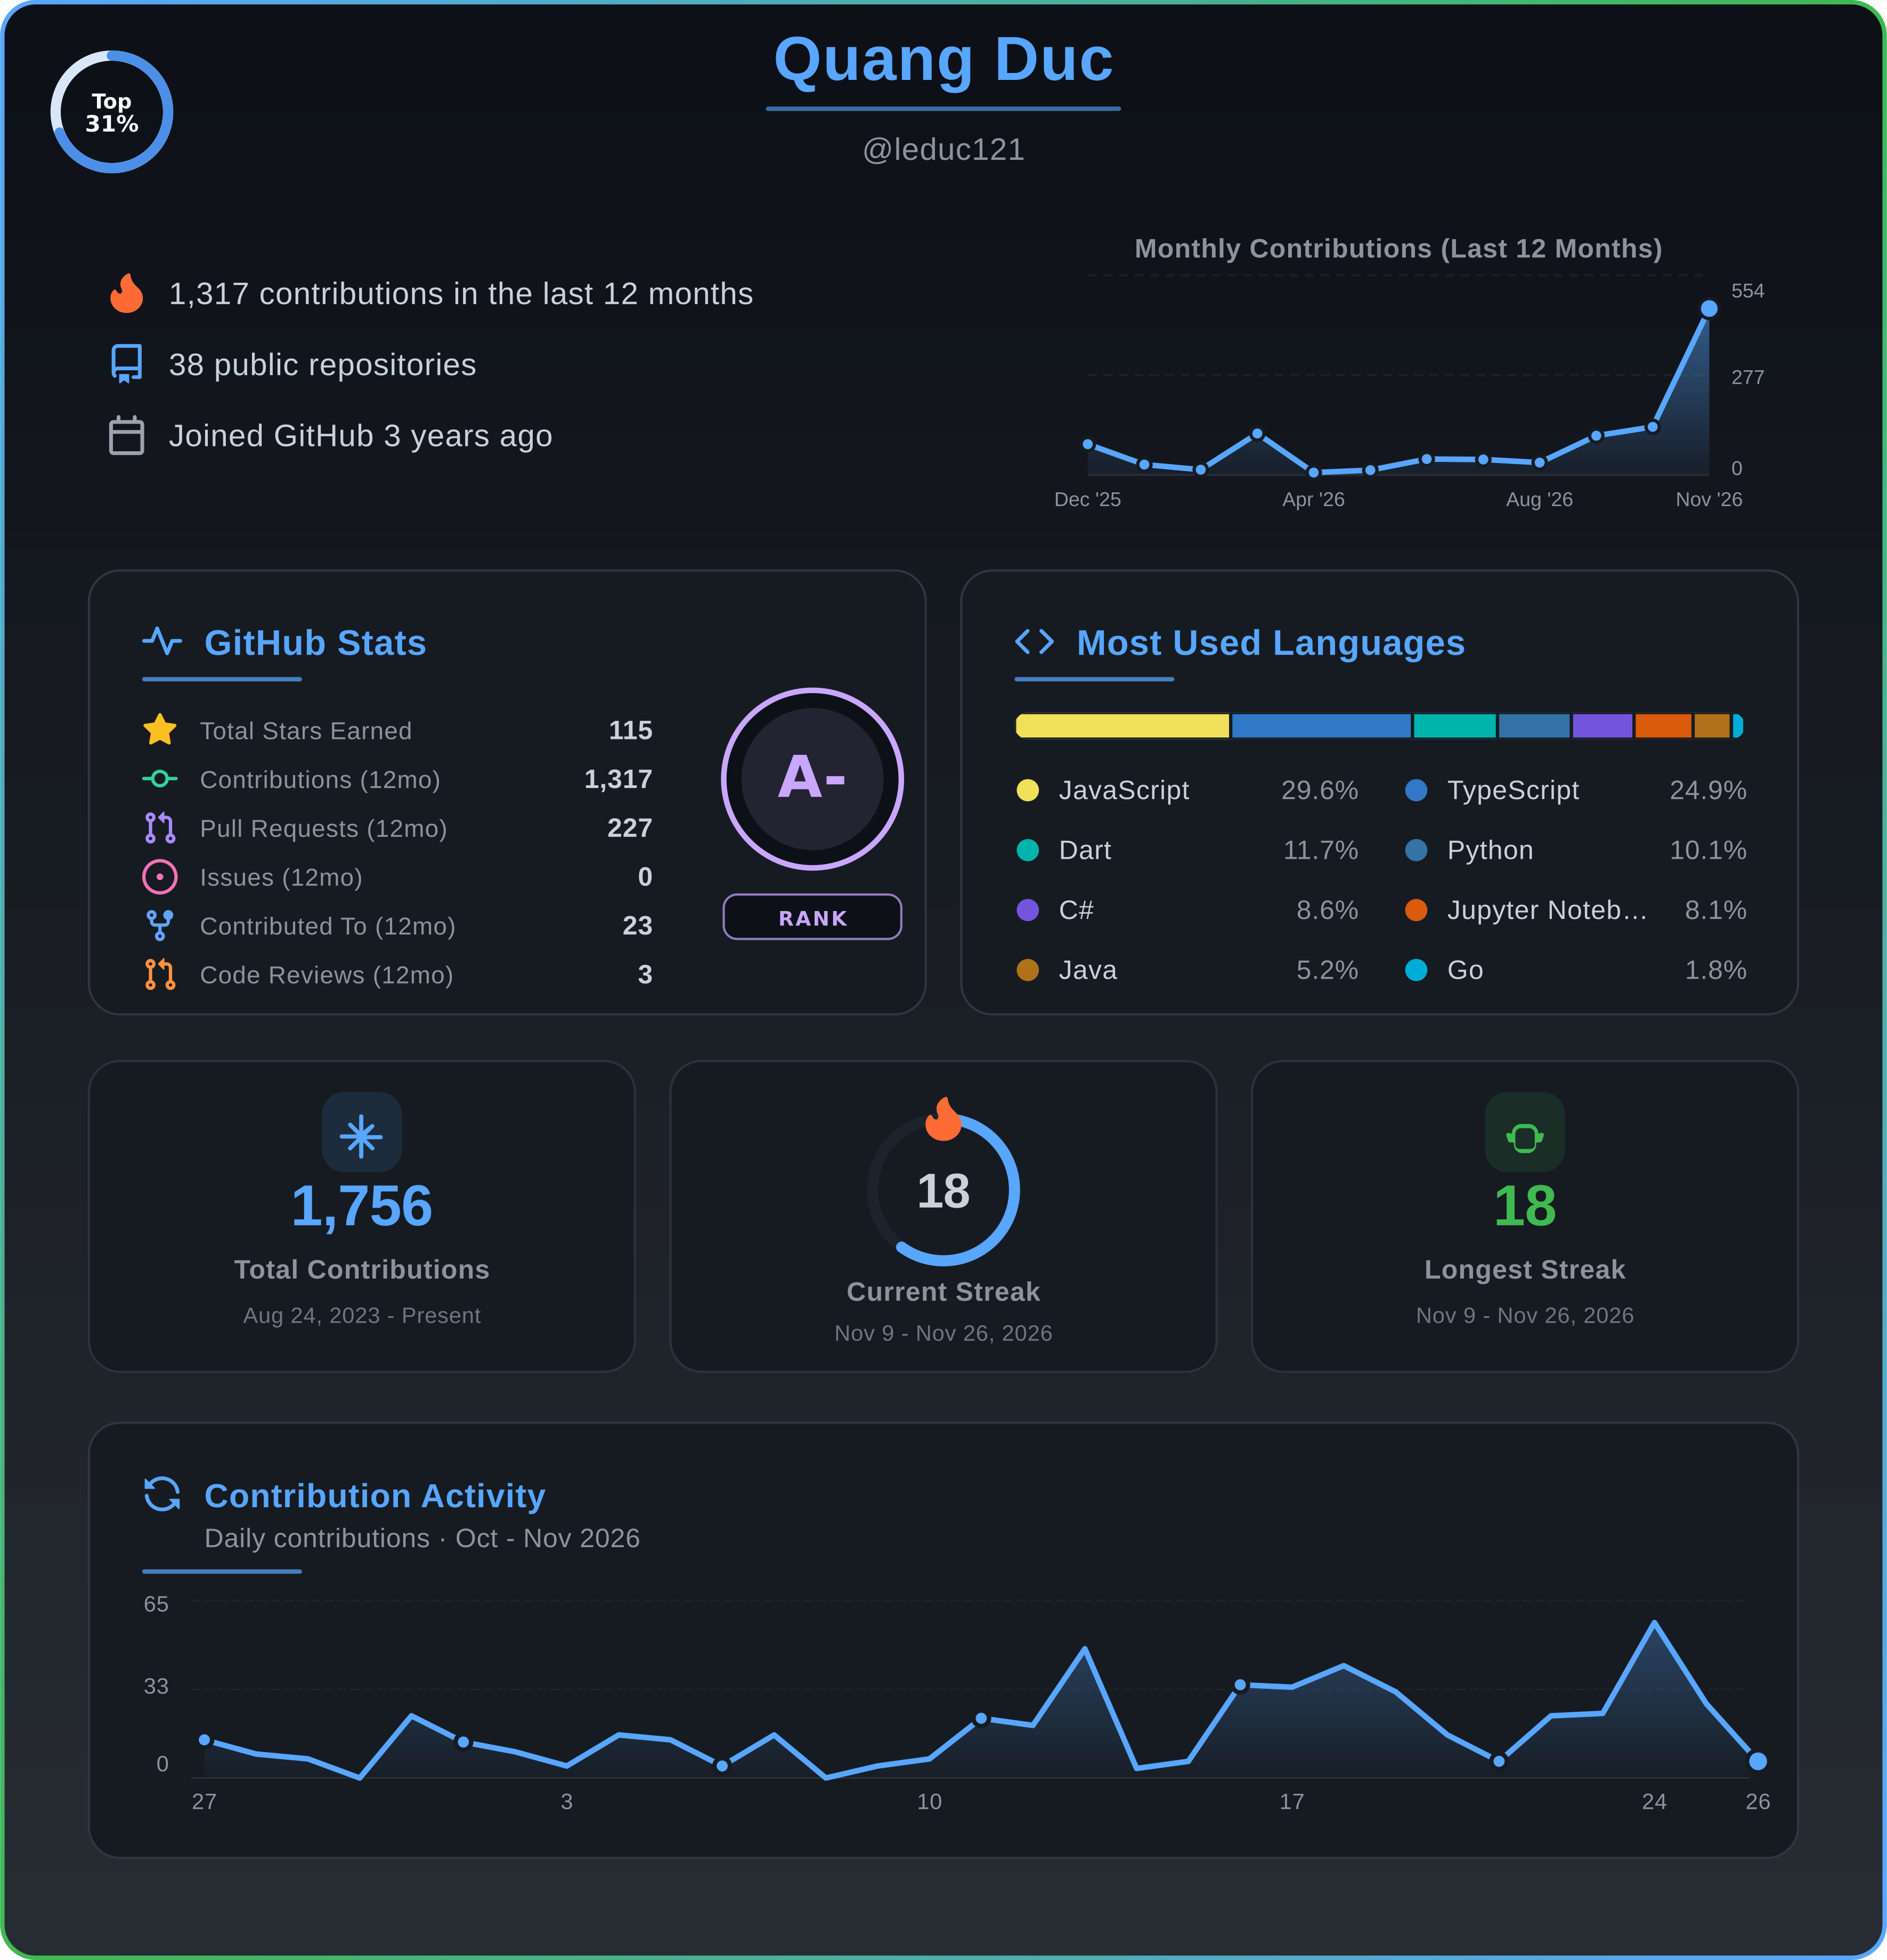 Quang Duc
Top
31%
@leduc121
1,317 contributions in the last 12 months
38 public repositories
Joined GitHub 3 years ago
Monthly Contributions (Last 12 Months)
554
277
0
Dec '25 Apr '26 Aug '26 Nov '26
GitHub Stats
Total Stars Earned 115
Contributions (12mo) 1,317
Pull Requests (12mo) 227
Issues (12mo) 0
Contributed To (12mo) 23
Code Reviews (12mo) 3
A-
RANK
Most Used Languages
JavaScript 29.6% TypeScript 24.9%
Dart 11.7% Python 10.1%
C# 8.6% Jupyter Noteb... 8.1%
Java 5.2% Go 1.8%
1,756
Total Contributions
Aug 24, 2023 - Present
18
Current Streak
Nov 9 - Nov 26, 2026
18
Longest Streak
Nov 9 - Nov 26, 2026
Contribution Activity
Daily contributions · Oct - Nov 2026
65
33
0
27 3 10 17 24 26